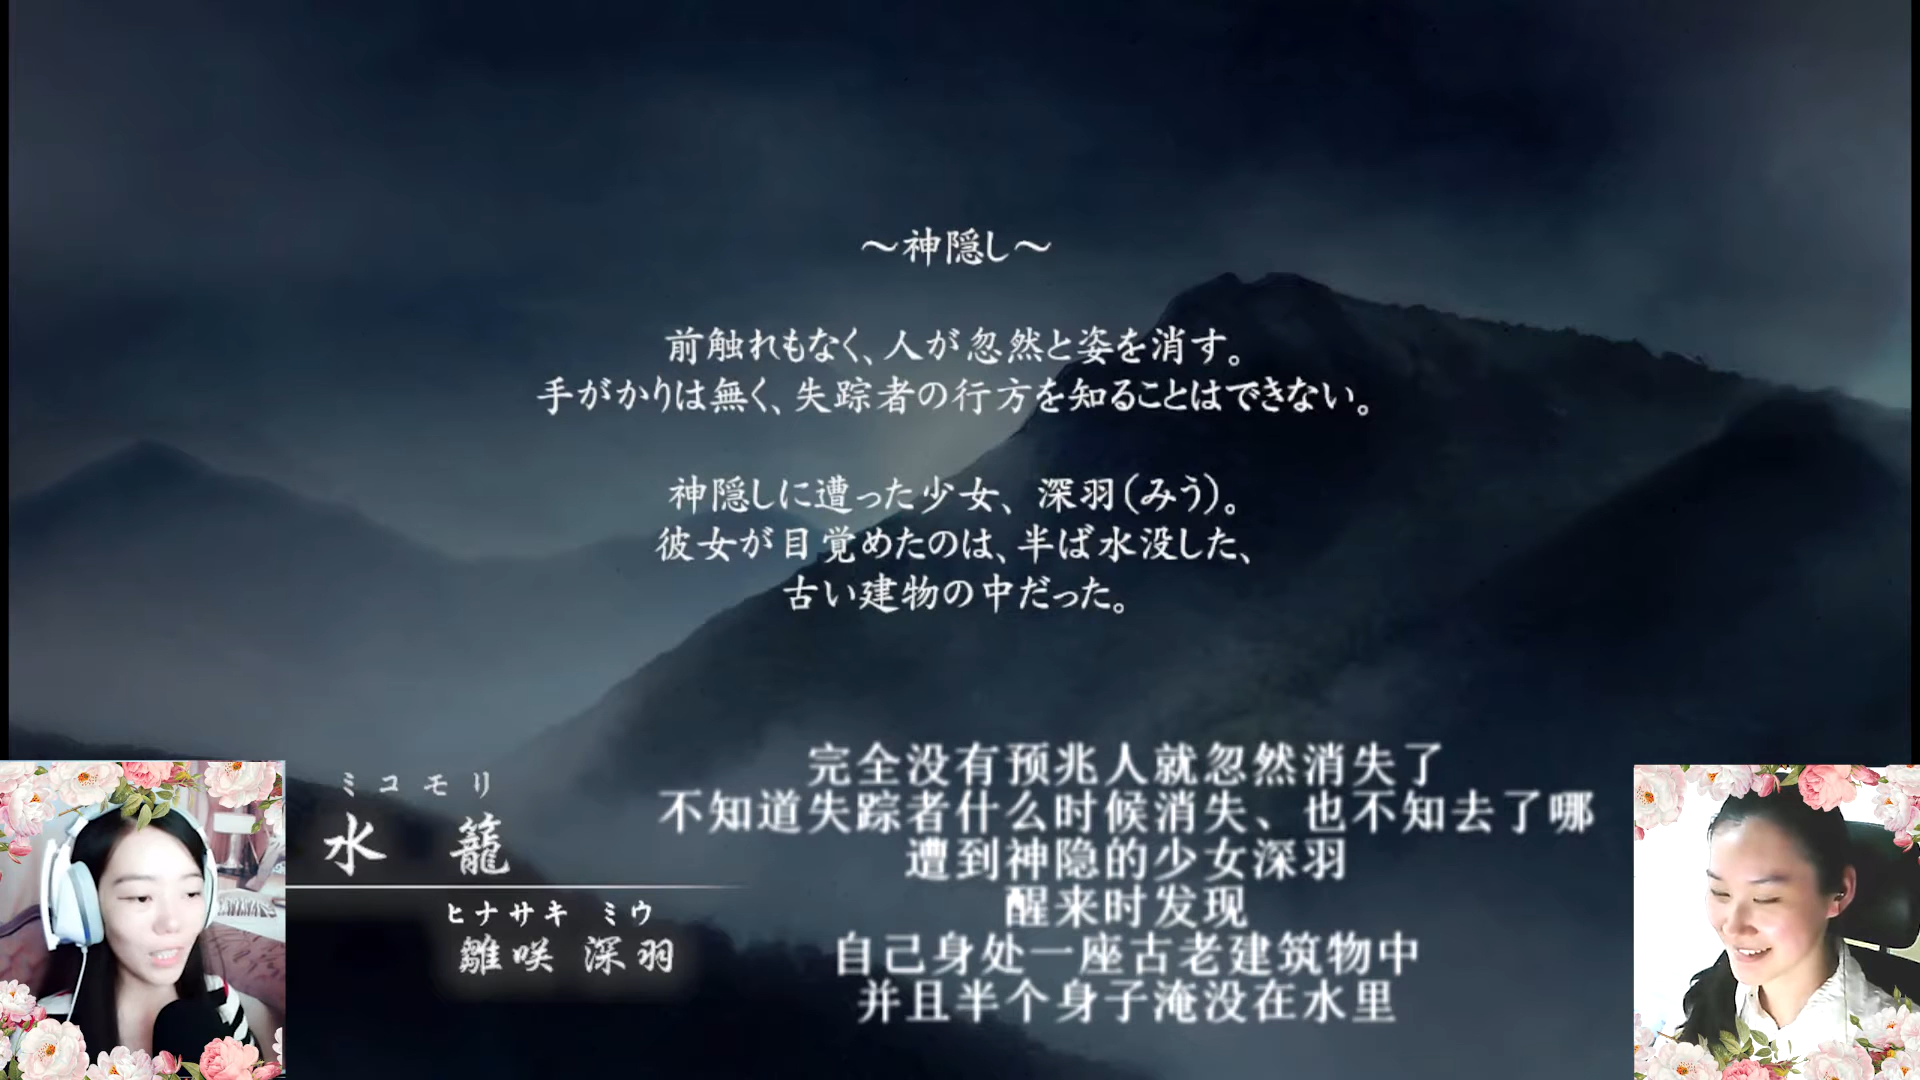 ～神隠し～
前触れもなく、人が忽然と姿を消す。
手がかりは無く、失踪者の行方を知ることはできない。
神隠しに遭った少女、深羽（みう）。
彼女が目覚めたのは、半ば水没した、
古い建物の中だった。
ミコモリ
水籠
ヒナサキ ミウ
雛咲 深羽
完全没有预兆人就忽然消失了
不知道失踪者什么时候消失、也不知去了哪
遭到神隐的少女深羽
醒来时发现
自己身处一座古老建筑物中
并且半个身子淹没在水里